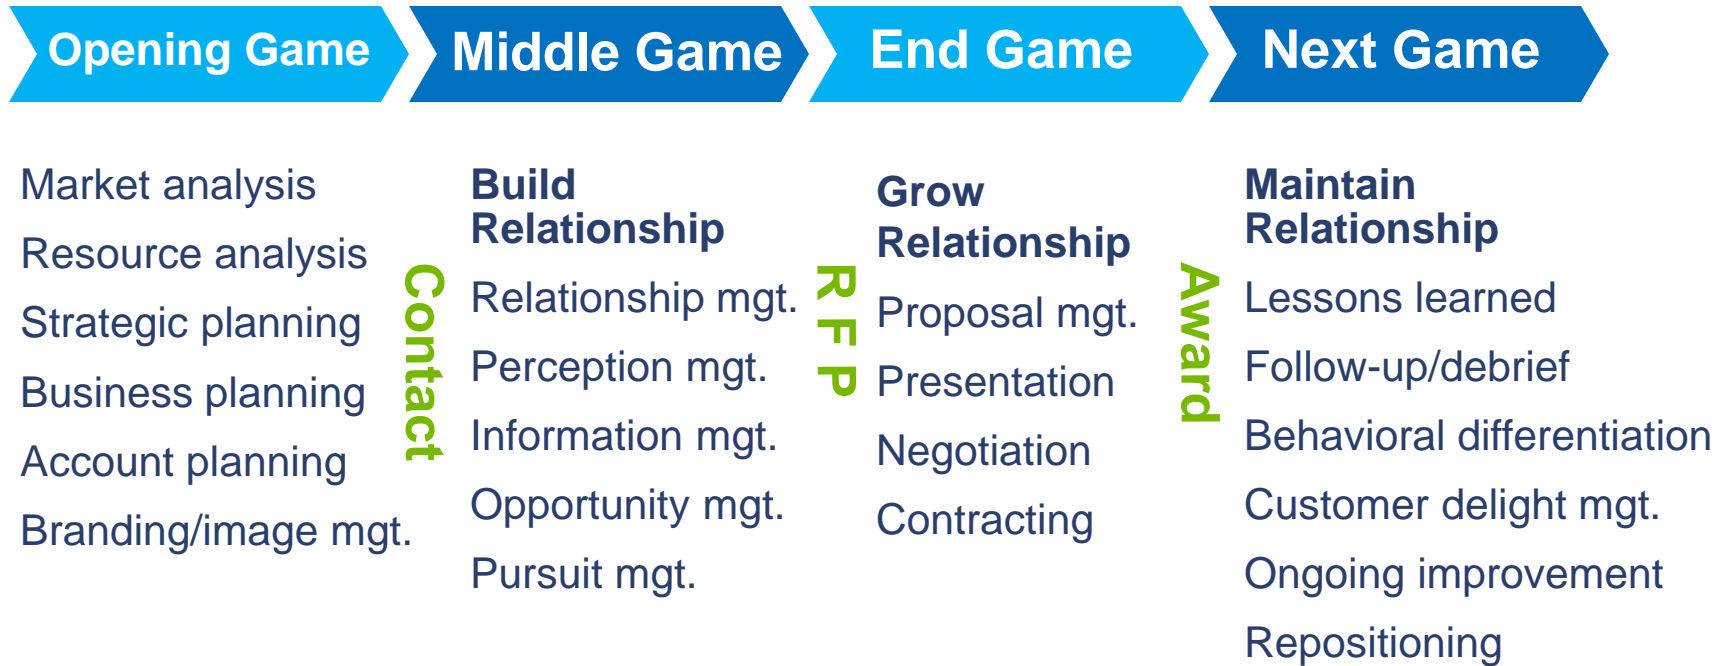 Opening Game
Middle Game
End Game
Next Game
Market analysis
Resource analysis
Strategic planning
Business planning
Account planning
Branding/image mgt.
Contact
Build
Relationship
Relationship mgt.
Perception mgt.
Information mgt.
Opportunity mgt.
Pursuit mgt.
R F P
Grow
Relationship
Proposal mgt.
Presentation
Negotiation
Contracting
Award
Maintain
Relationship
Lessons learned
Follow-up/debrief
Behavioral differentiation
Customer delight mgt.
Ongoing improvement
Repositioning